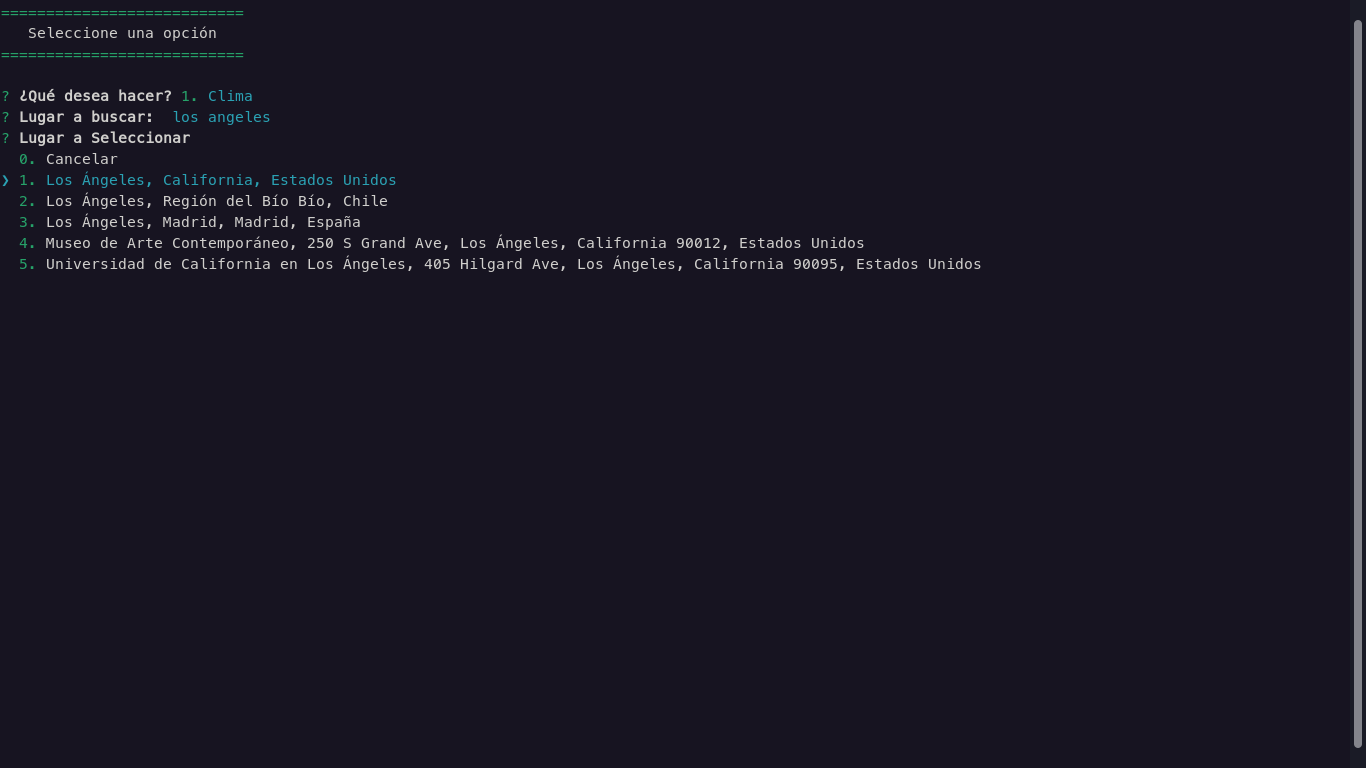 ===========================
Seleccione una opción
===========================
? ¿Qué desea hacer? 1. Clima
? Lugar a buscar:  los angeles
? Lugar a Seleccionar
0. Cancelar
❯ 1. Los Ángeles, California, Estados Unidos
2. Los Ángeles, Región del Bío Bío, Chile
3. Los Ángeles, Madrid, Madrid, España
4. Museo de Arte Contemporáneo, 250 S Grand Ave, Los Ángeles, California 90012, Estados Unidos
5. Universidad de California en Los Ángeles, 405 Hilgard Ave, Los Ángeles, California 90095, Estados Unidos